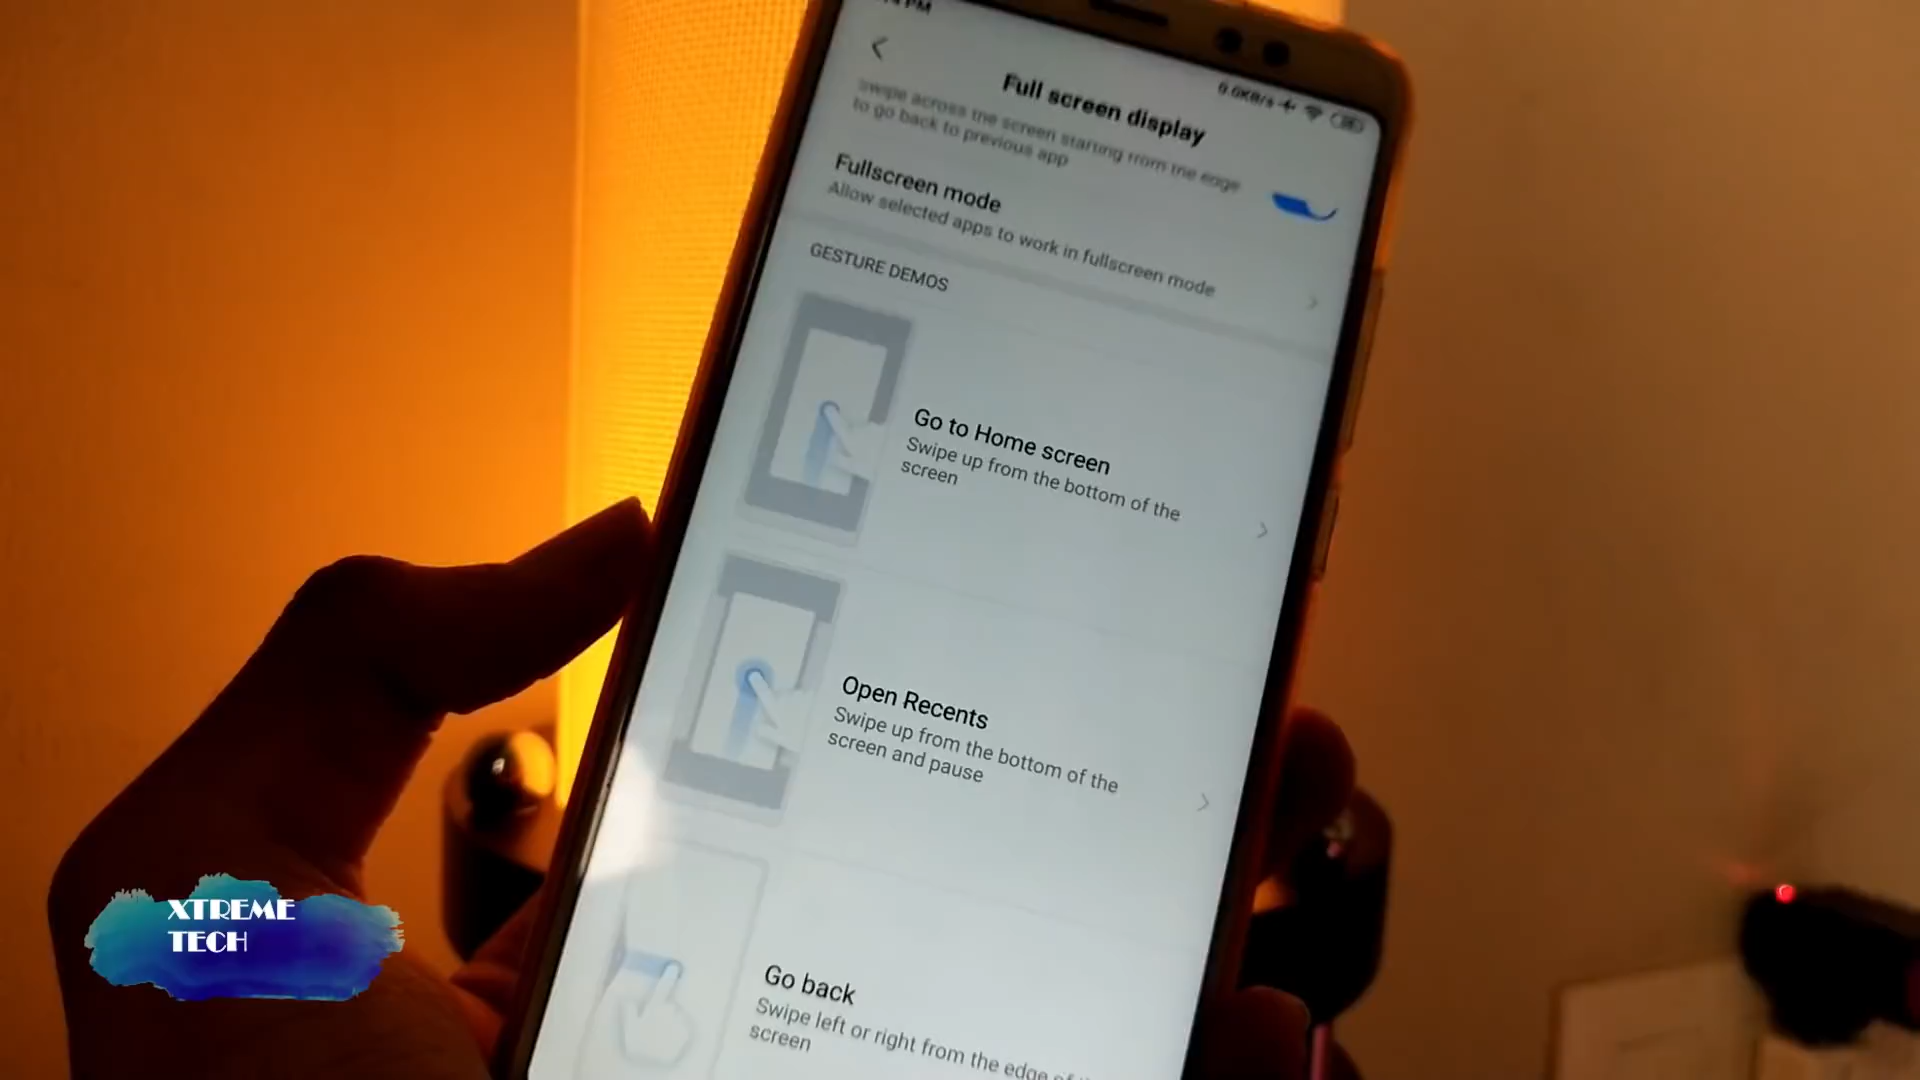 PM
0.0KB/s
Full screen display
Swipe across the screen starting from the edge
to go back to previous app
Fullscreen mode
Allow selected apps to work in fullscreen mode
GESTURE DEMOS
Go to Home screen
Swipe up from the bottom of the
screen
Open Recents
Swipe up from the bottom of the
screen and pause
Go back
Swipe left or right from the edge of
screen
XTREME
TECH